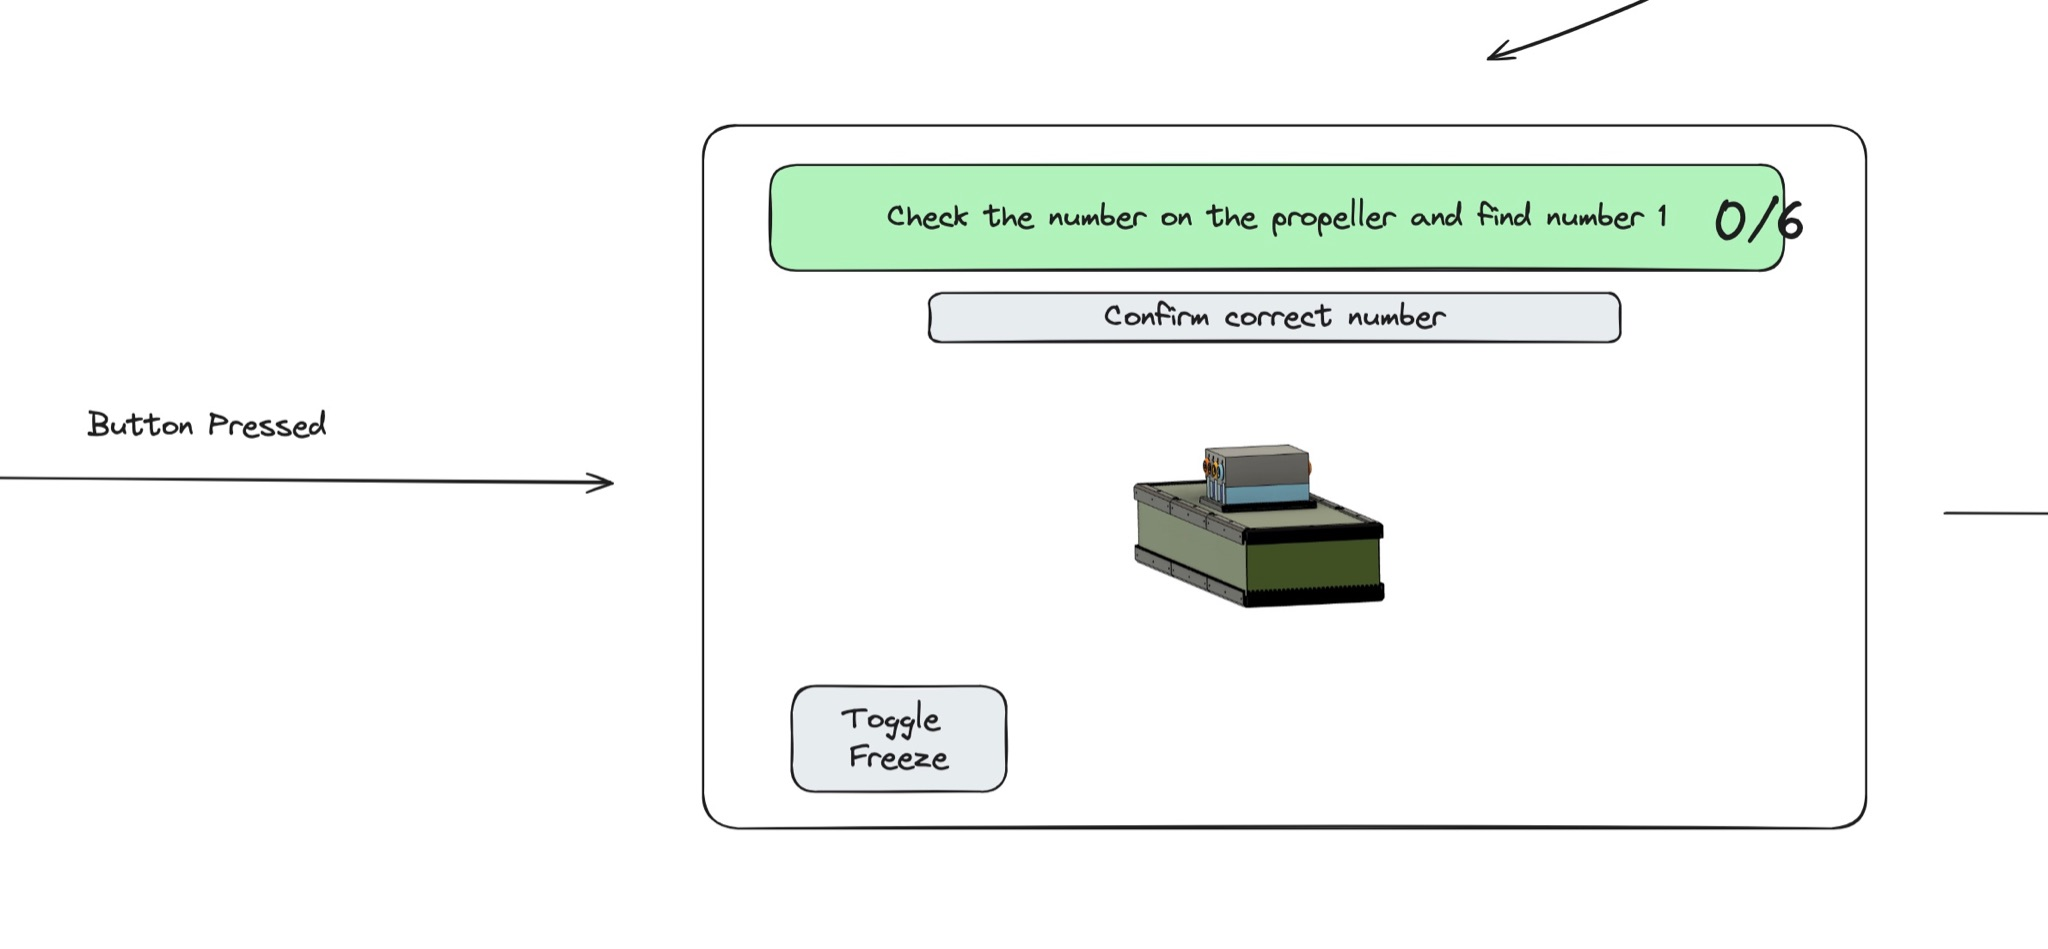 Check the number on the propeller and find number 1 0/6
Confirm correct number
Button Pressed
Toggle
Freeze